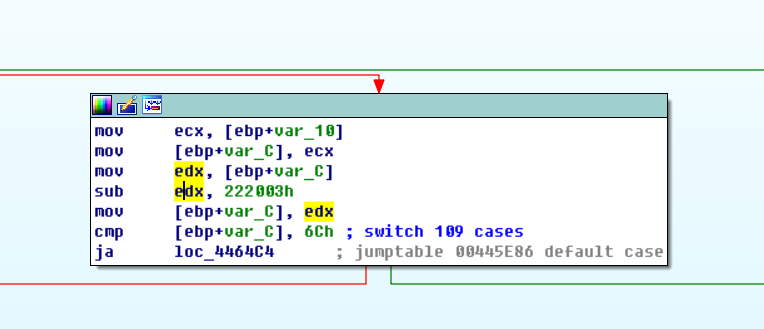 mov ecx, [ebp+var_10]
mov [ebp+var_C], ecx
mov edx, [ebp+var_C]
sub edx, 222003h
mov [ebp+var_C], edx
cmp [ebp+var_C], 6Ch ; switch 109 cases
ja loc_4464C4 ; jumptable 00445E86 default case